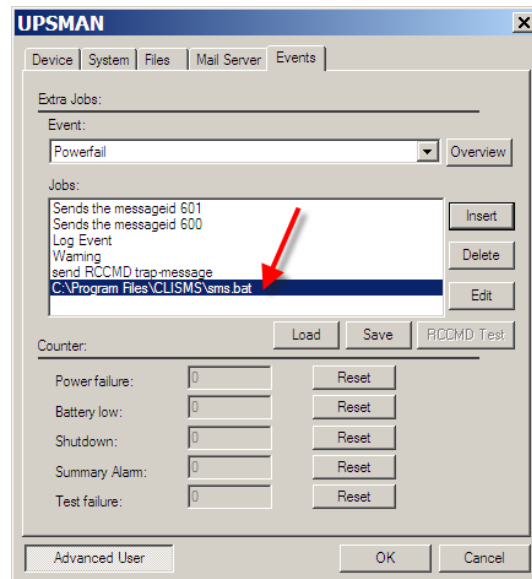 UPSMAN
Device System Files Mail Server Events
Extra Jobs:
Event:
Powerfail Overview
Jobs:
Sends the messageid 601
Sends the messageid 600
Log Event
Warning
send RCCMD trap-message
C:\Program Files\CLISMS\sms.bat
Insert
Delete
Edit
Load Save RCCMD Test
Counter:
Power failure: 0 Reset
Battery low: 0 Reset
Shutdown: 0 Reset
Summary Alarm: 0 Reset
Test failure: 0 Reset
Advanced User OK Cancel